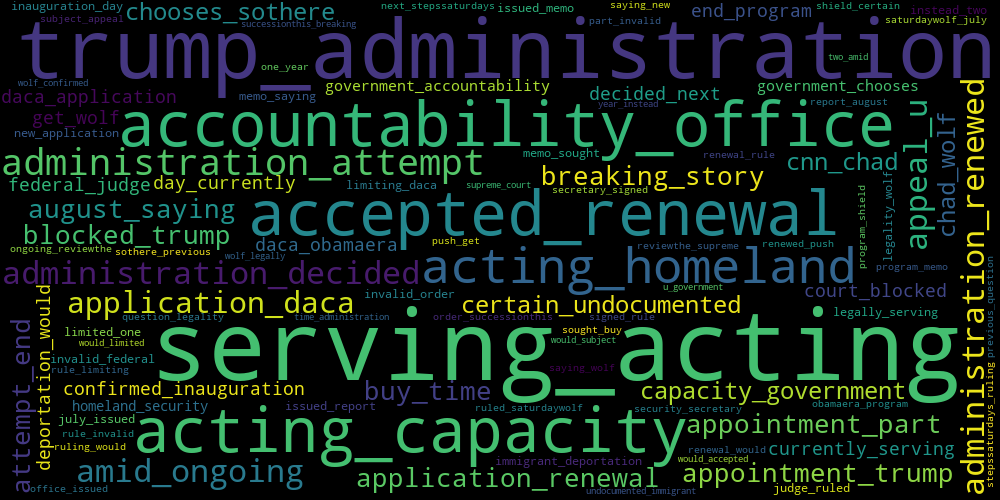 inauguration_day
chooses_sothere
next_stepssaturdays
issued_memo
saying_new
end_program
shield_certain
instead_two
subject_appeal
successionthis_breaking
part_invalid
saturdaywolf_july
trump_administration
one_year
two_amid
wolf_confirmed
daca_application
memo_saying
government_accountability
decided_next
government_chooses
get_wolf
accountability_office
year_instead
report_august
new_application
administration_attempt
memo_sought
renewal_rule
cnn_chad
appeal_u
chad_wolf
administration_renewed
federal_judge
day_currently
limiting_daca
supreme_court
breaking_story
secretary_signed
program_shield
legality_wolf
august_saying
accepted_renewal
blocked_trump
daca_obamaera
push_get
reviewthe_supreme
renewed_push
ongoing_reviewthe
sothere_previous
wolf_legally
administration_decided
acting_homeland
program_memo
previous_question
u_government
application_daca
invalid_order
certain_undocumented
court_blocked
deportation_would
attempt_end
question_legality
time_administration
order_successionthis
signed_rule
legally_serving
limited_one
would_limited
serving_acting
sought_buy
would_subject
invalid_federal
rule_limiting
saying_wolf
confirmed_inauguration
buy_time
capacity_government
stepssaturdays_ruling
homeland_security
issued_report
ruled_saturdaywolf
security_secretary
obamaera_program
july_issued
rule_invalid
acting_capacity
appointment_part
ruling_would
renewal_would
currently_serving
amid_ongoing
immigrant_deportation
would_accepted
application_renewal
appointment_trump
office_issued
undocumented_immigrant
judge_ruled